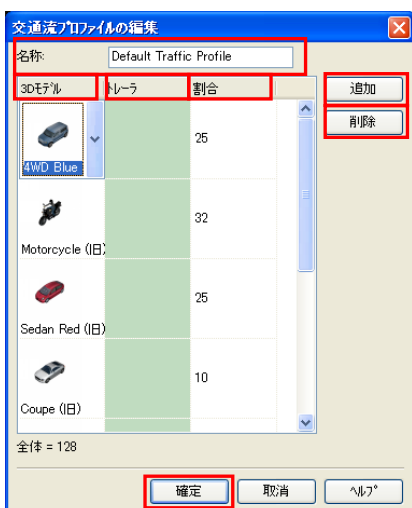 交通流ﾌﾟﾛﾌｧｲﾙの編集
名称: Default Traffic Profile
3Dﾓﾃﾞﾙ ﾄﾚｰﾗ 割合 追加
削除
25
4WD Blue
32
Motorcycle (旧)
25
Sedan Red (旧)
10
Coupe (旧)
全体 = 128
確定 取消 ﾍﾙﾌﾟ